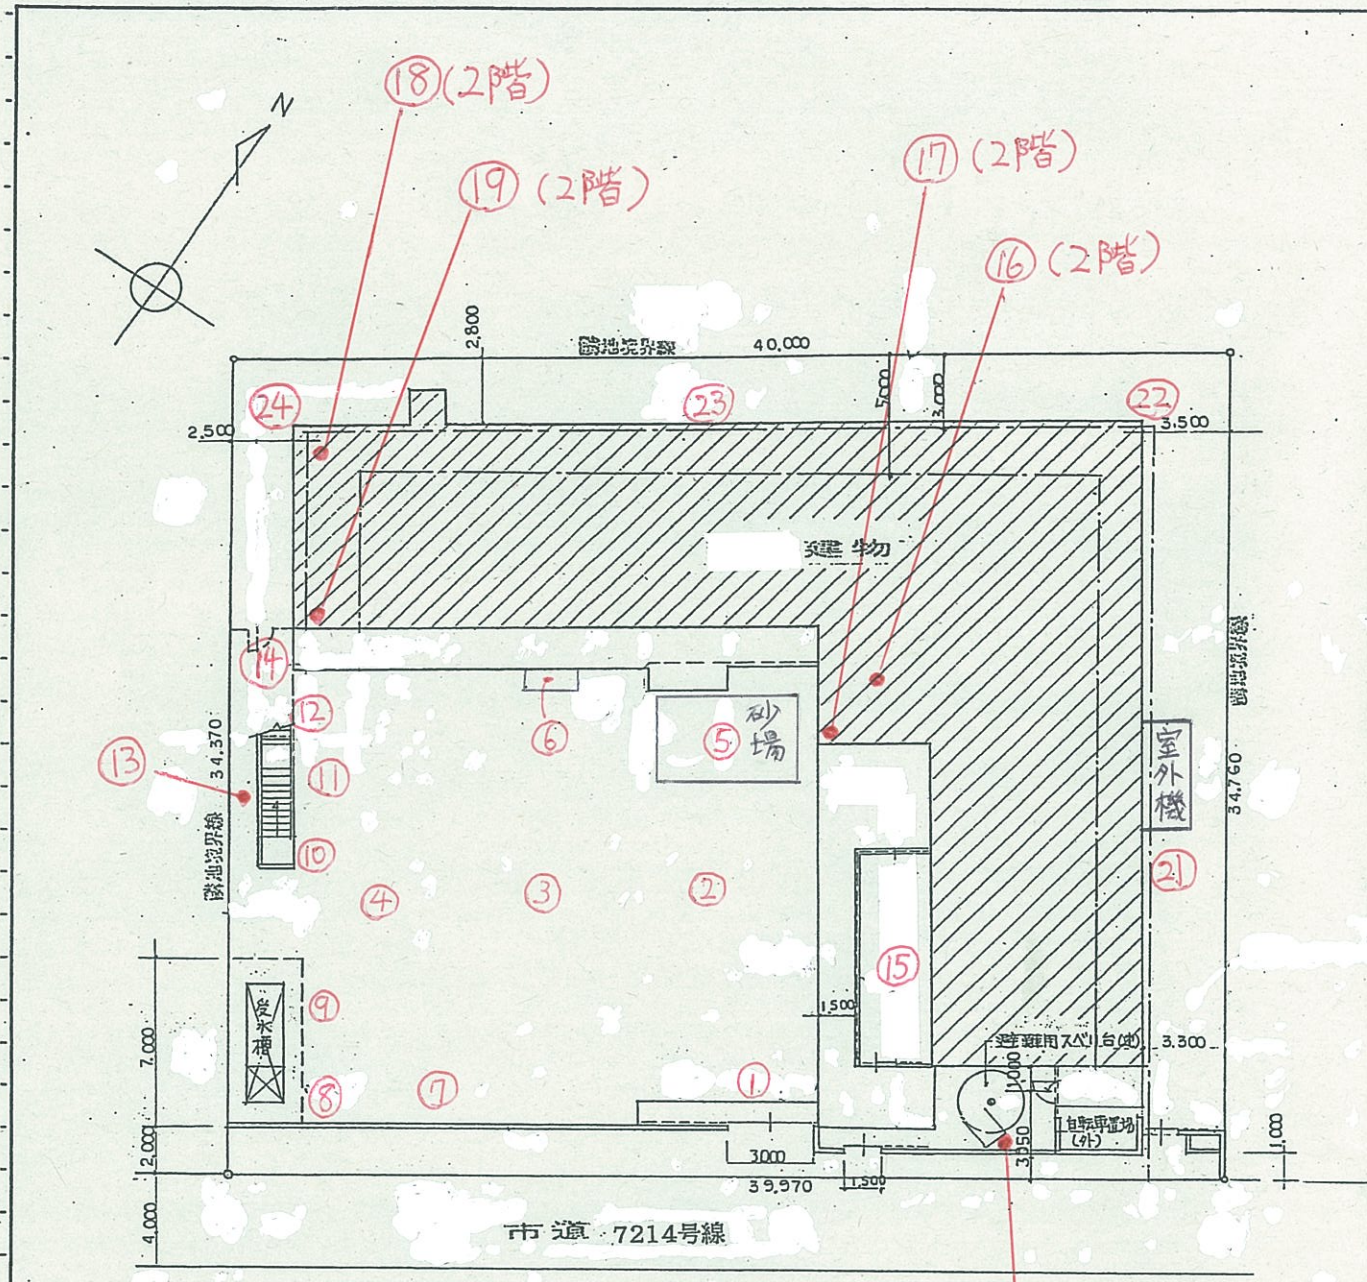 ⑱(2階)
N
⑰(2階)
⑲(2階)
⑯(2階)
2,800
隣地境界線
40,000
5,000
3,000
㉔
㉓
㉒
2,500
3,500
建物
隣地境界線
⑭
⑫
⑥
⑤
砂場
室外機
34,370
34,760
⑬
⑪
⑩
隣地境界線
④
③
②
㉑
⑮
受水槽
⑨
1,500
7,000
避難用スベリ台(外)
3,300
1,000
⑧
⑦
①
自転車置場
(外)
2,000
3000
3,050
1,000
39,970
1,500
4,000
市道 7214号線